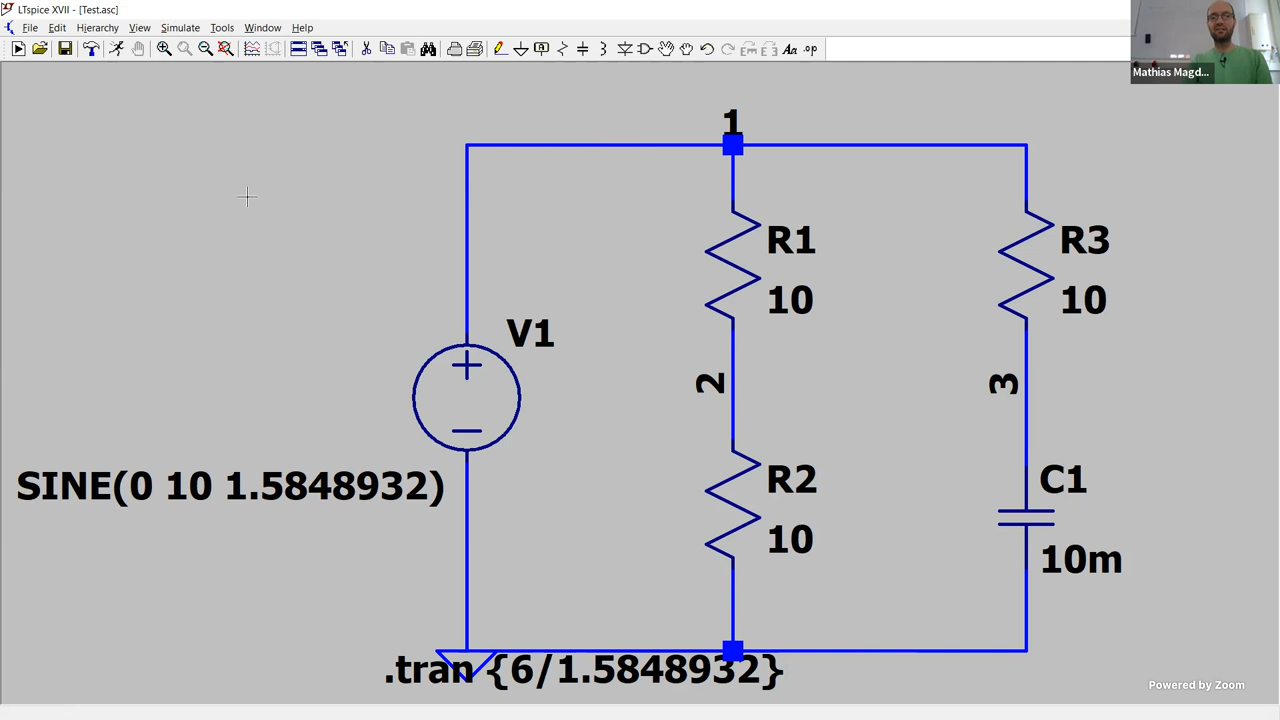 LTspice XVII - [Test.asc]
File Edit Hierarchy View Simulate Tools Window Help
Aa .op
Mathias Magd...
1
R1
10
R3
10
V1
2
3
SINE(0 10 1.5848932)
R2
10
C1
10m
.tran {6/1.5848932}
Powered by Zoom